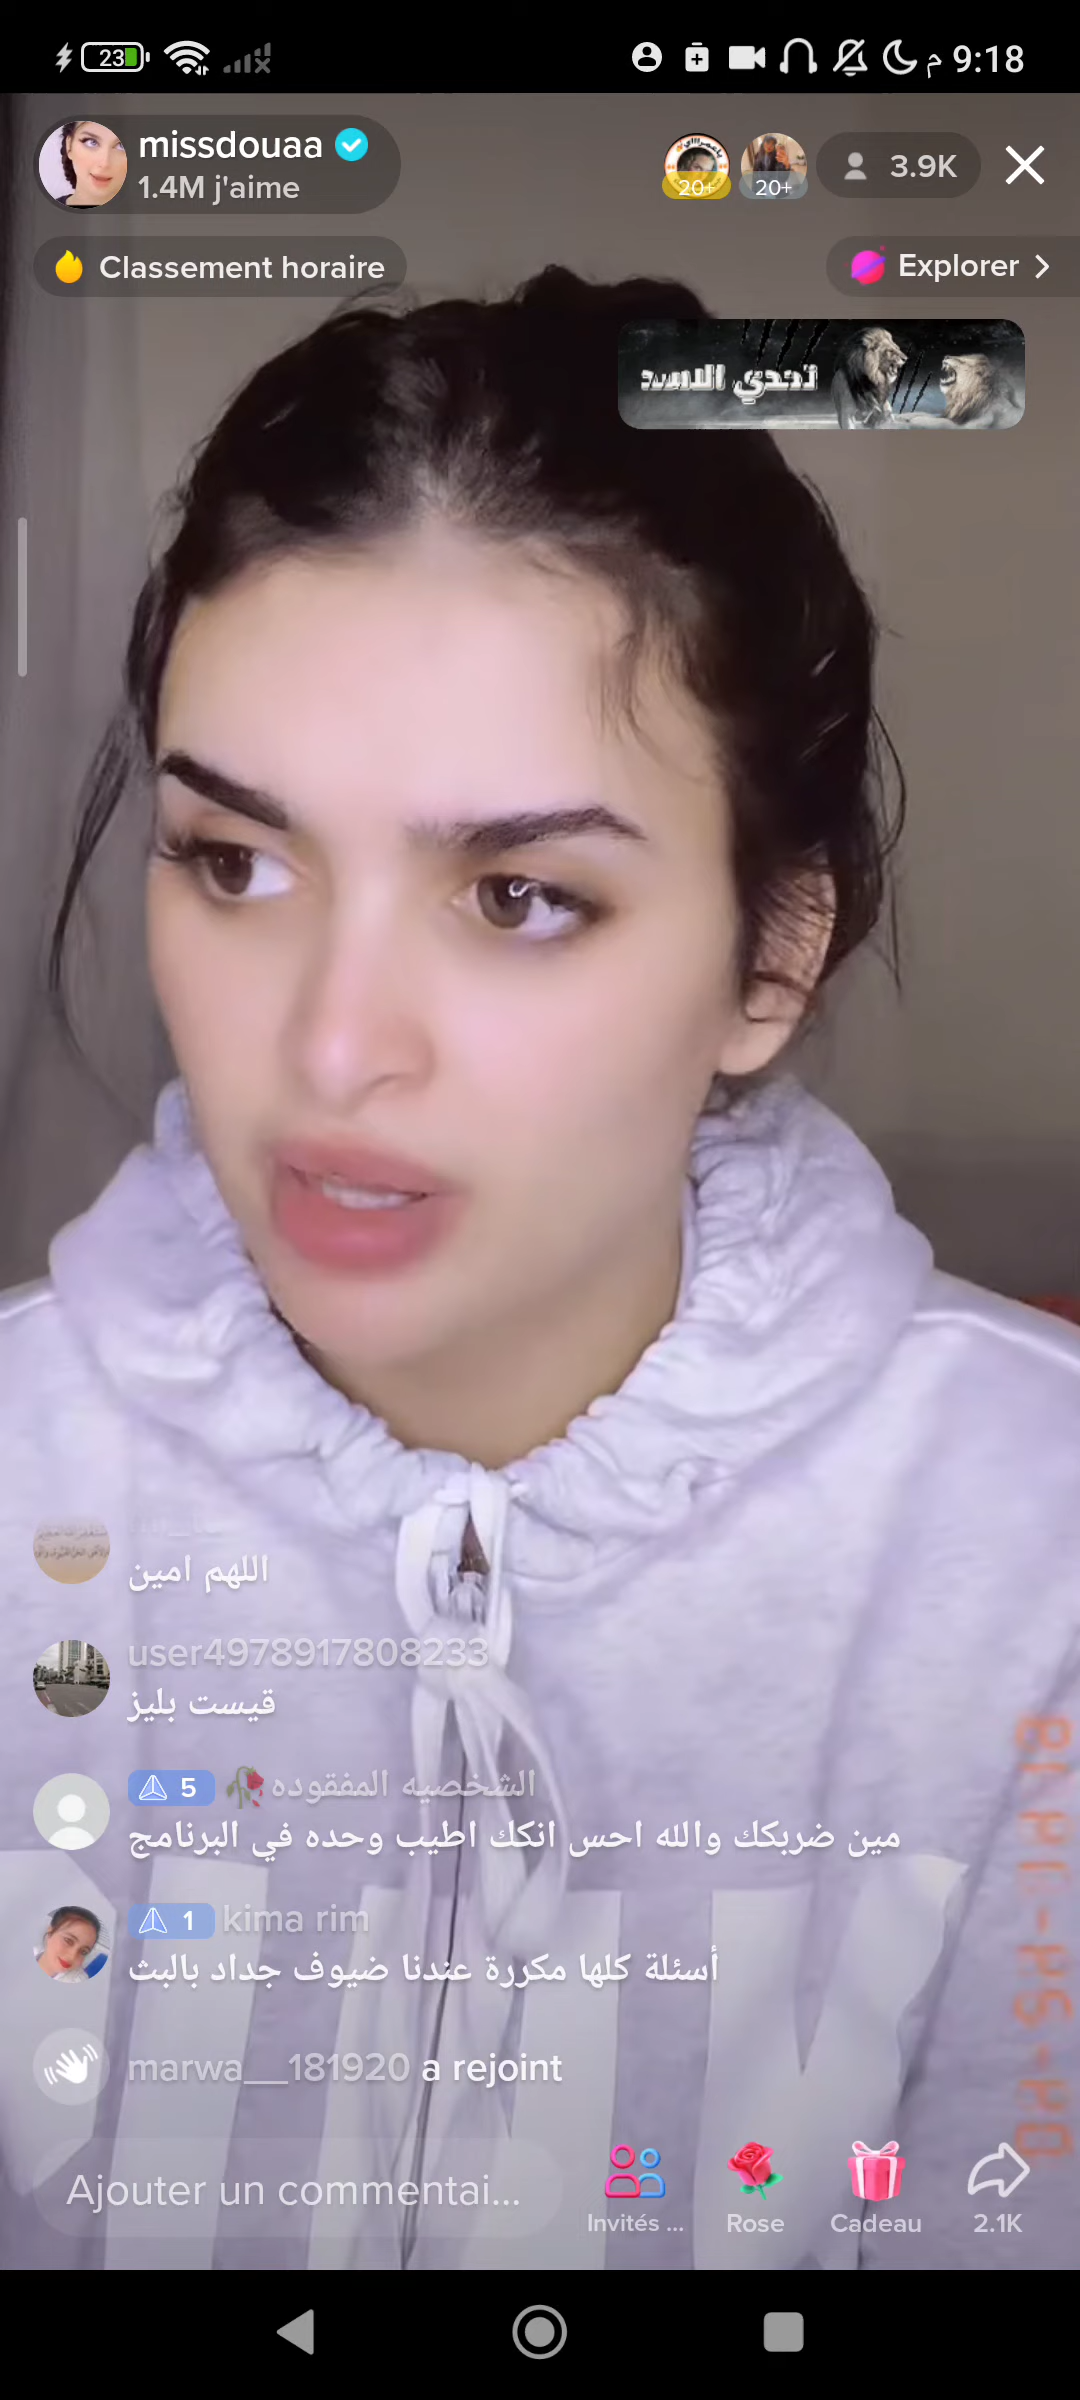 23
م 9:18
missdouaa
1.4M j'aime
20+
20+
3.9K
Classement horaire
Explorer
تحدي الاسد
اللهم امين
user4978917808233
قيست بليز
5 الشخصيه المفقوده
مين ضربكك والله احس انكك اطيب وحده في البرنامج
1 kima rim
أسئلة كلها مكررة عندنا ضيوف جداد بالبث
marwa__181920 a rejoint
Ajouter un commentai...
Invités ...
Rose
Cadeau
2.1K